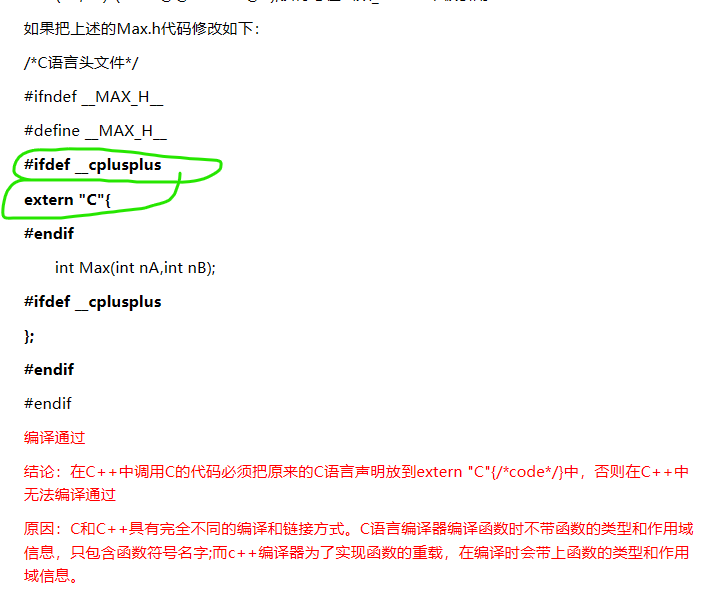 如果把上述的Max.h代码修改如下：
/*C语言头文件*/
#ifndef __MAX_H__
#define __MAX_H__
#ifdef __cplusplus
extern "C"{
#endif
int Max(int nA,int nB);
#ifdef __cplusplus
};
#endif
#endif
编译通过
结论：在C++中调用C的代码必须把原来的C语言声明放到extern "C"{/*code*/}中，否则在C++中
无法编译通过
原因：C和C++具有完全不同的编译和链接方式。C语言编译器编译函数时不带函数的类型和作用域
信息，只包含函数符号名字;而c++编译器为了实现函数的重载，在编译时会带上函数的类型和作用
域信息。